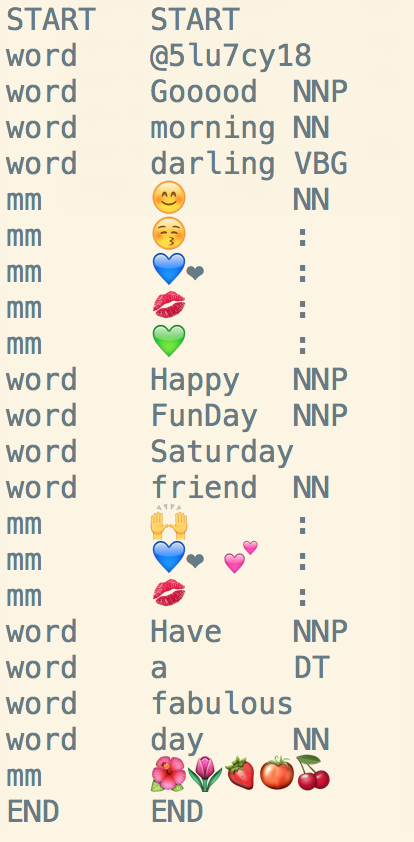 START START
word @5lu7cy18
word Gooood NNP
word morning NN
word darling VBG
mm 😊 NN
mm 😚 :
mm 💙❤ :
mm 💋 :
mm 💚 :
word Happy NNP
word FunDay NNP
word Saturday
word friend NN
mm 🙌 :
mm 💙❤ 💕 :
mm 💋 :
word Have NNP
word a DT
word fabulous
word day NN
mm 🌺🌷🍓🍅🍒
END END